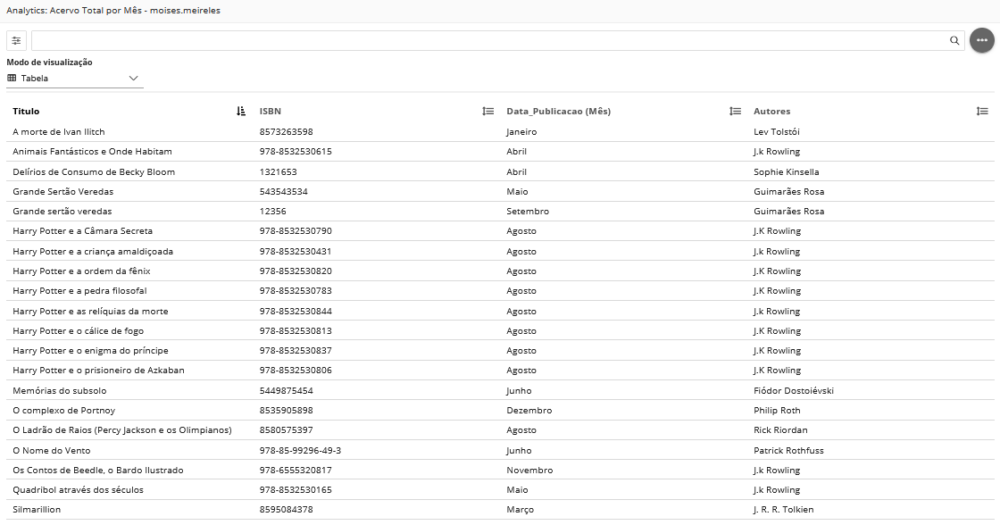 Analytics: Acervo Total por Mês - moises.meireles
Modo de visualização
Tabela
Titulo ISBN Data_Publicacao (Mês) Autores
A morte de Ivan Ilitch 8573263598 Janeiro Lev Tolstói
Animais Fantásticos e Onde Habitam 978-8532530615 Abril J.k Rowling
Delírios de Consumo de Becky Bloom 1321653 Abril Sophie Kinsella
Grande Sertão Veredas 543543534 Maio Guimarães Rosa
Grande sertão veredas 12356 Setembro Guimarães Rosa
Harry Potter e a Câmara Secreta 978-8532530790 Agosto J.K Rowling
Harry Potter e a criança amaldiçoada 978-8532530431 Agosto J.k Rowling
Harry Potter e a ordem da fênix 978-8532530820 Agosto J.K Rowling
Harry Potter e a pedra filosofal 978-8532530783 Agosto J.K Rowling
Harry Potter e as relíquias da morte 978-8532530844 Agosto J.k Rowling
Harry Potter e o cálice de fogo 978-8532530813 Agosto J.K Rowling
Harry Potter e o enigma do príncipe 978-8532530837 Agosto J.K Rowling
Harry Potter e o prisioneiro de Azkaban 978-8532530806 Agosto J.K Rowling
Memórias do subsolo 5449875454 Junho Fiódor Dostoiévski
O complexo de Portnoy 8535905898 Dezembro Philip Roth
O Ladrão de Raios (Percy Jackson e os Olimpianos) 8580575397 Agosto Rick Riordan
O Nome do Vento 978-85-99296-49-3 Junho Patrick Rothfuss
Os Contos de Beedle, o Bardo Ilustrado 978-6555320817 Novembro J.k Rowling
Quadribol através dos séculos 978-8532530165 Maio J.k Rowling
Silmarillion 8595084378 Março J. R. R. Tolkien